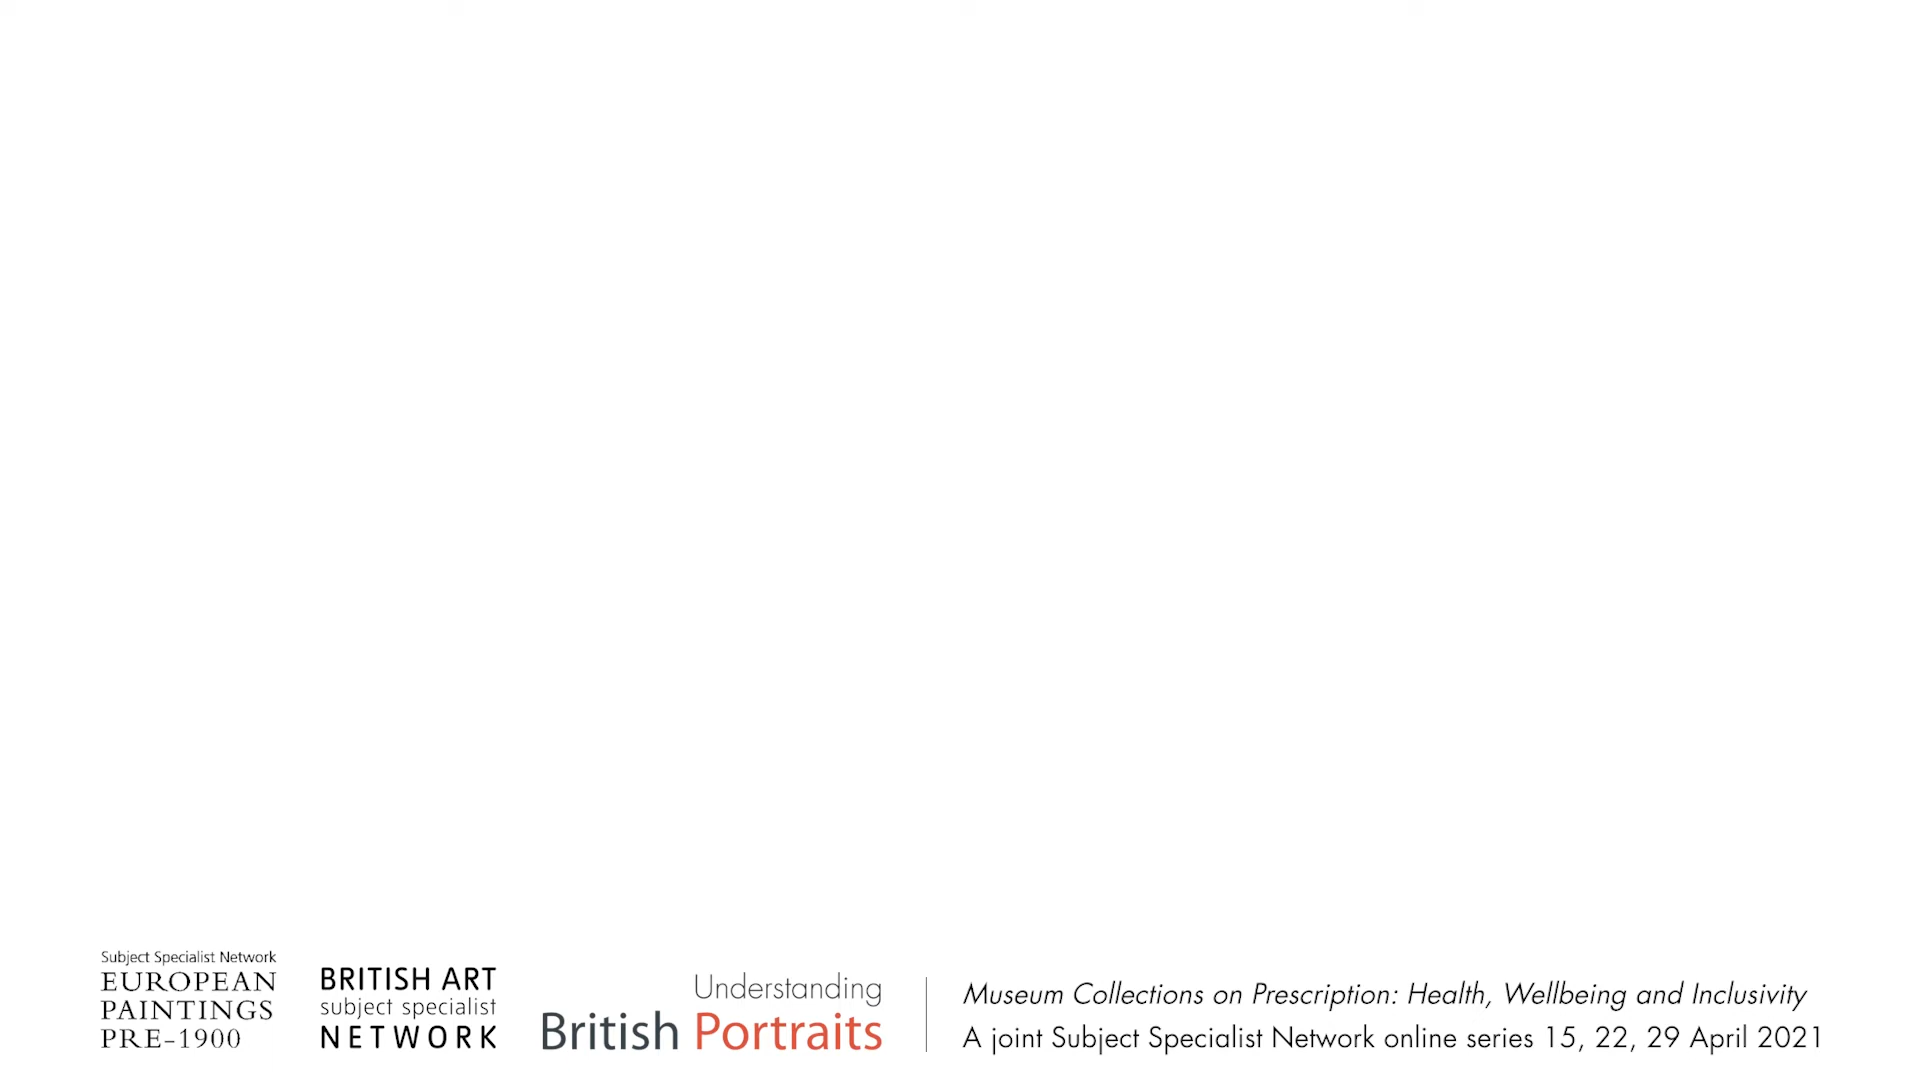 Subject Specialist Network
EUROPEAN
PAINTINGS
PRE-1900
BRITISH ART
subject specialist
NETWORK
Understanding
British Portraits
Museum Collections on Prescription: Health, Wellbeing and Inclusivity
A joint Subject Specialist Network online series 15, 22, 29 April 2021